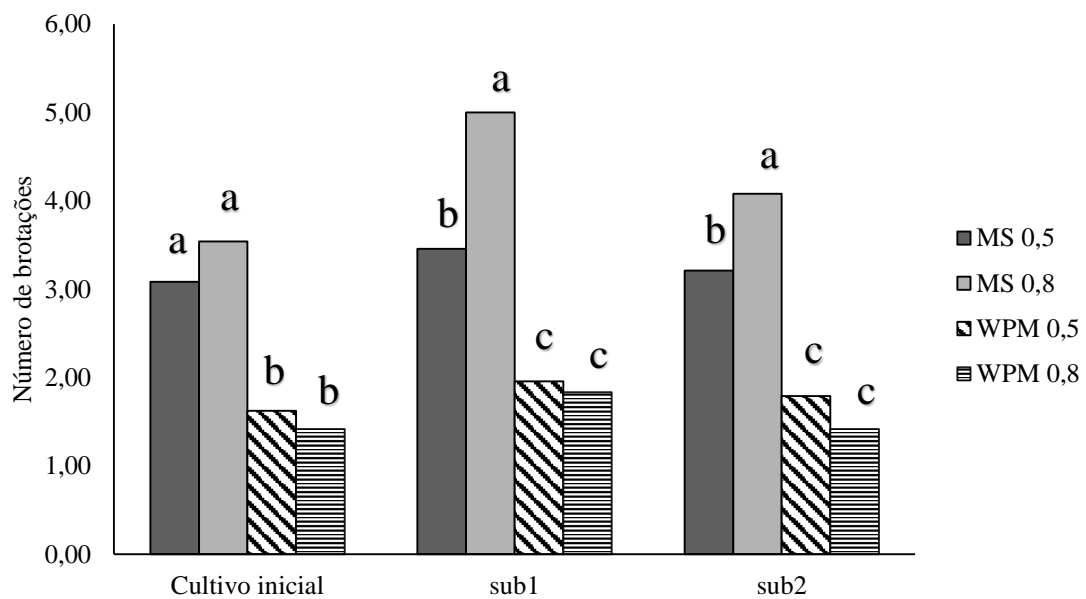 6,00
5,00
4,00
3,00
2,00
1,00
0,00
Número de brotações
a a b b
b a c c
b a c c
Cultivo inicial sub1 sub2
MS 0,5
MS 0,8
WPM 0,5
WPM 0,8